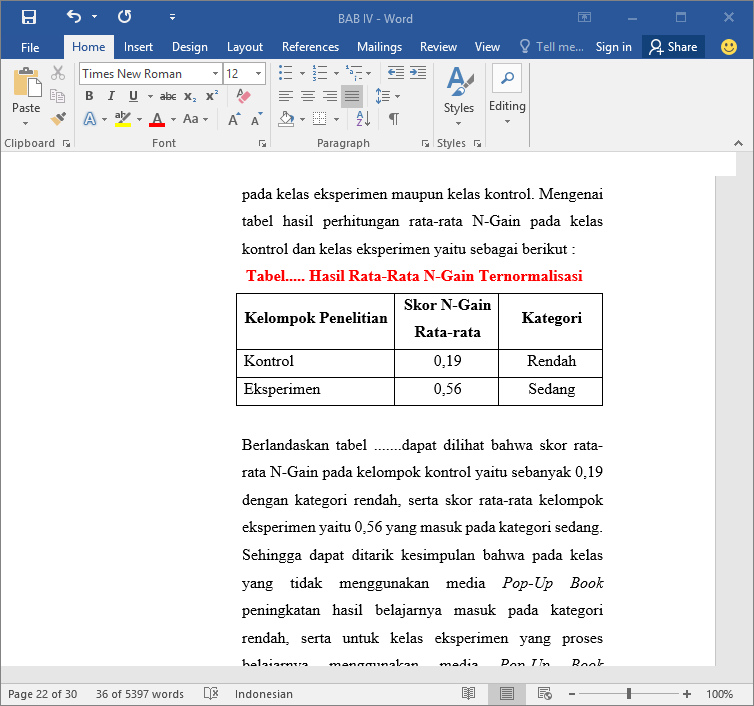 BAB IV - Word
File Home Insert Design Layout References Mailings Review View Tell me... Sign in Share
Times New Roman 12
Paste
B I U abc x2 x2
A aby A Aa A A
Styles
Editing
Clipboard Font Paragraph Styles
pada kelas eksperimen maupun kelas kontrol. Mengenai
tabel hasil perhitungan rata-rata N-Gain pada kelas
kontrol dan kelas eksperimen yaitu sebagai berikut :
Tabel..... Hasil Rata-Rata N-Gain Ternormalisasi
Kelompok Penelitian Skor N-Gain Rata-rata Kategori
Kontrol 0,19 Rendah
Eksperimen 0,56 Sedang
Berlandaskan tabel .......dapat dilihat bahwa skor rata-
rata N-Gain pada kelompok kontrol yaitu sebanyak 0,19
dengan kategori rendah, serta skor rata-rata kelompok
eksperimen yaitu 0,56 yang masuk pada kategori sedang.
Sehingga dapat ditarik kesimpulan bahwa pada kelas
yang tidak menggunakan media Pop-Up Book
peningkatan hasil belajarnya masuk pada kategori
rendah, serta untuk kelas eksperimen yang proses
belajarnya menggunakan media Pop-Up Book
Page 22 of 30 36 of 5397 words Indonesian 100%